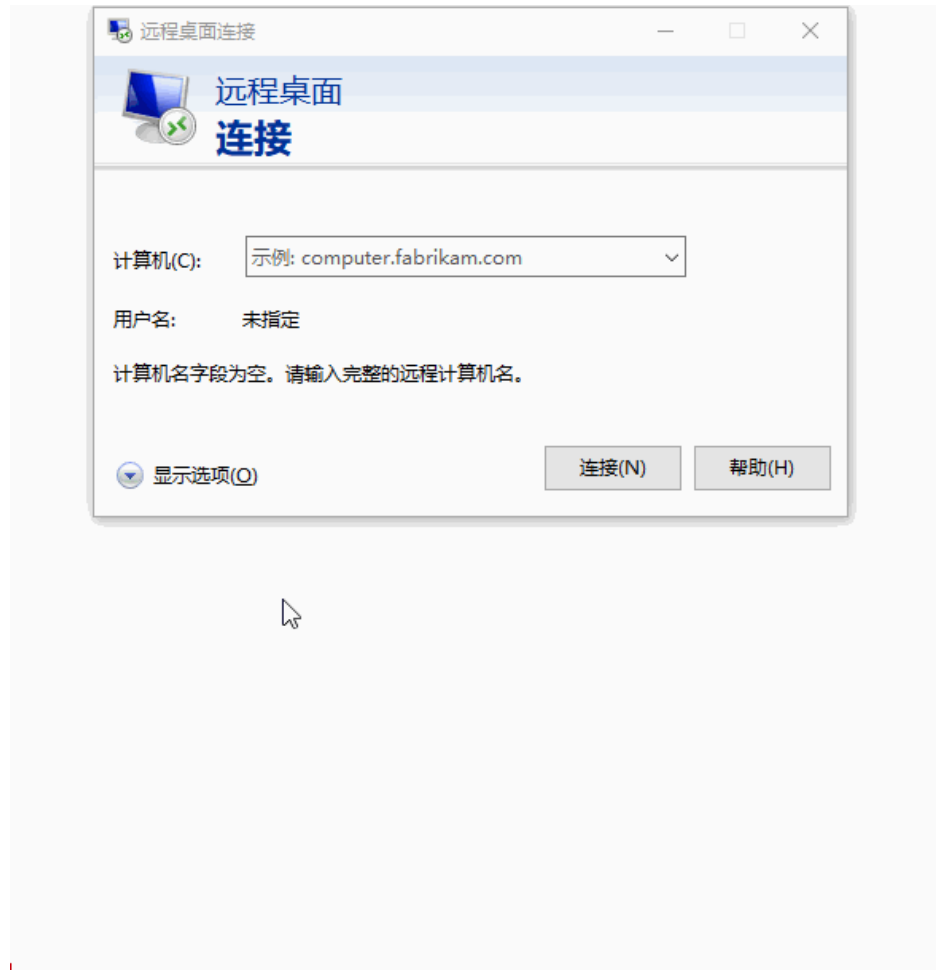 远程桌面连接
远程桌面
连接
计算机(C):
示例: computer.fabrikam.com
用户名:
未指定
计算机名字段为空。请输入完整的远程计算机名。
显示选项(O)
连接(N)
帮助(H)